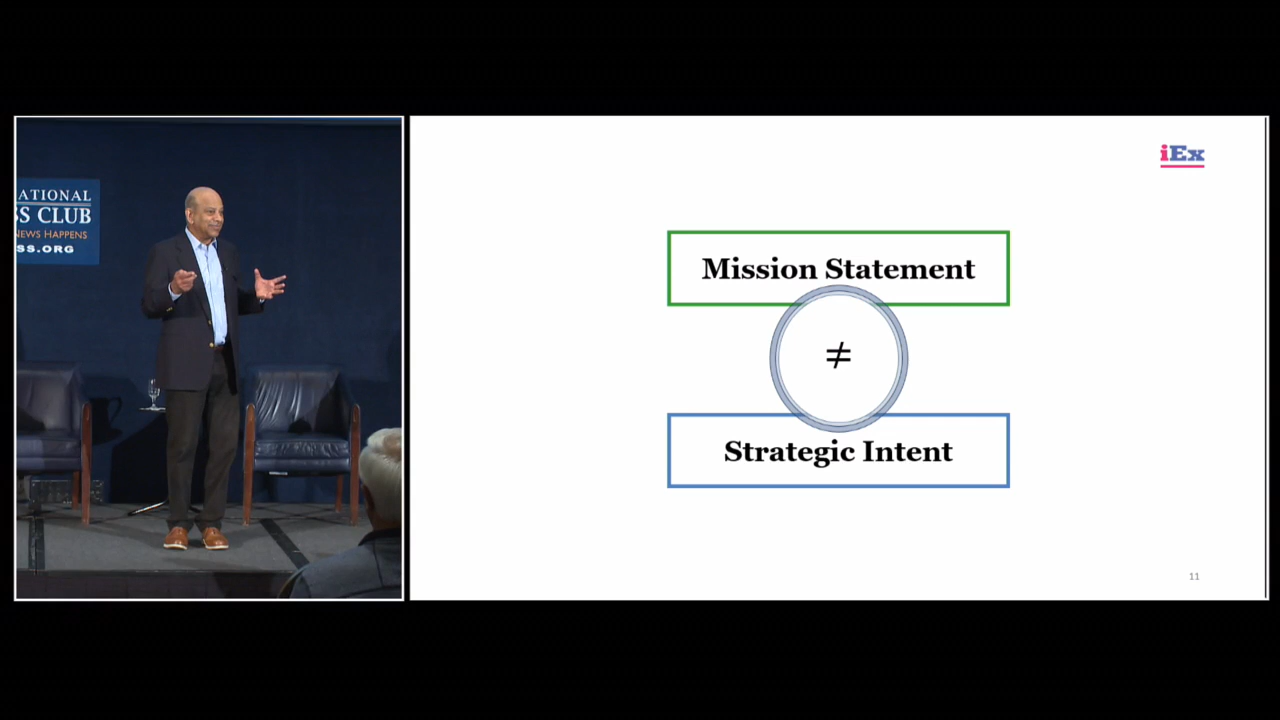 ATIONAL
SS CLUB
NEWS HAPPENS
SS.ORG
iEx
Mission Statement
≠
Strategic Intent
11